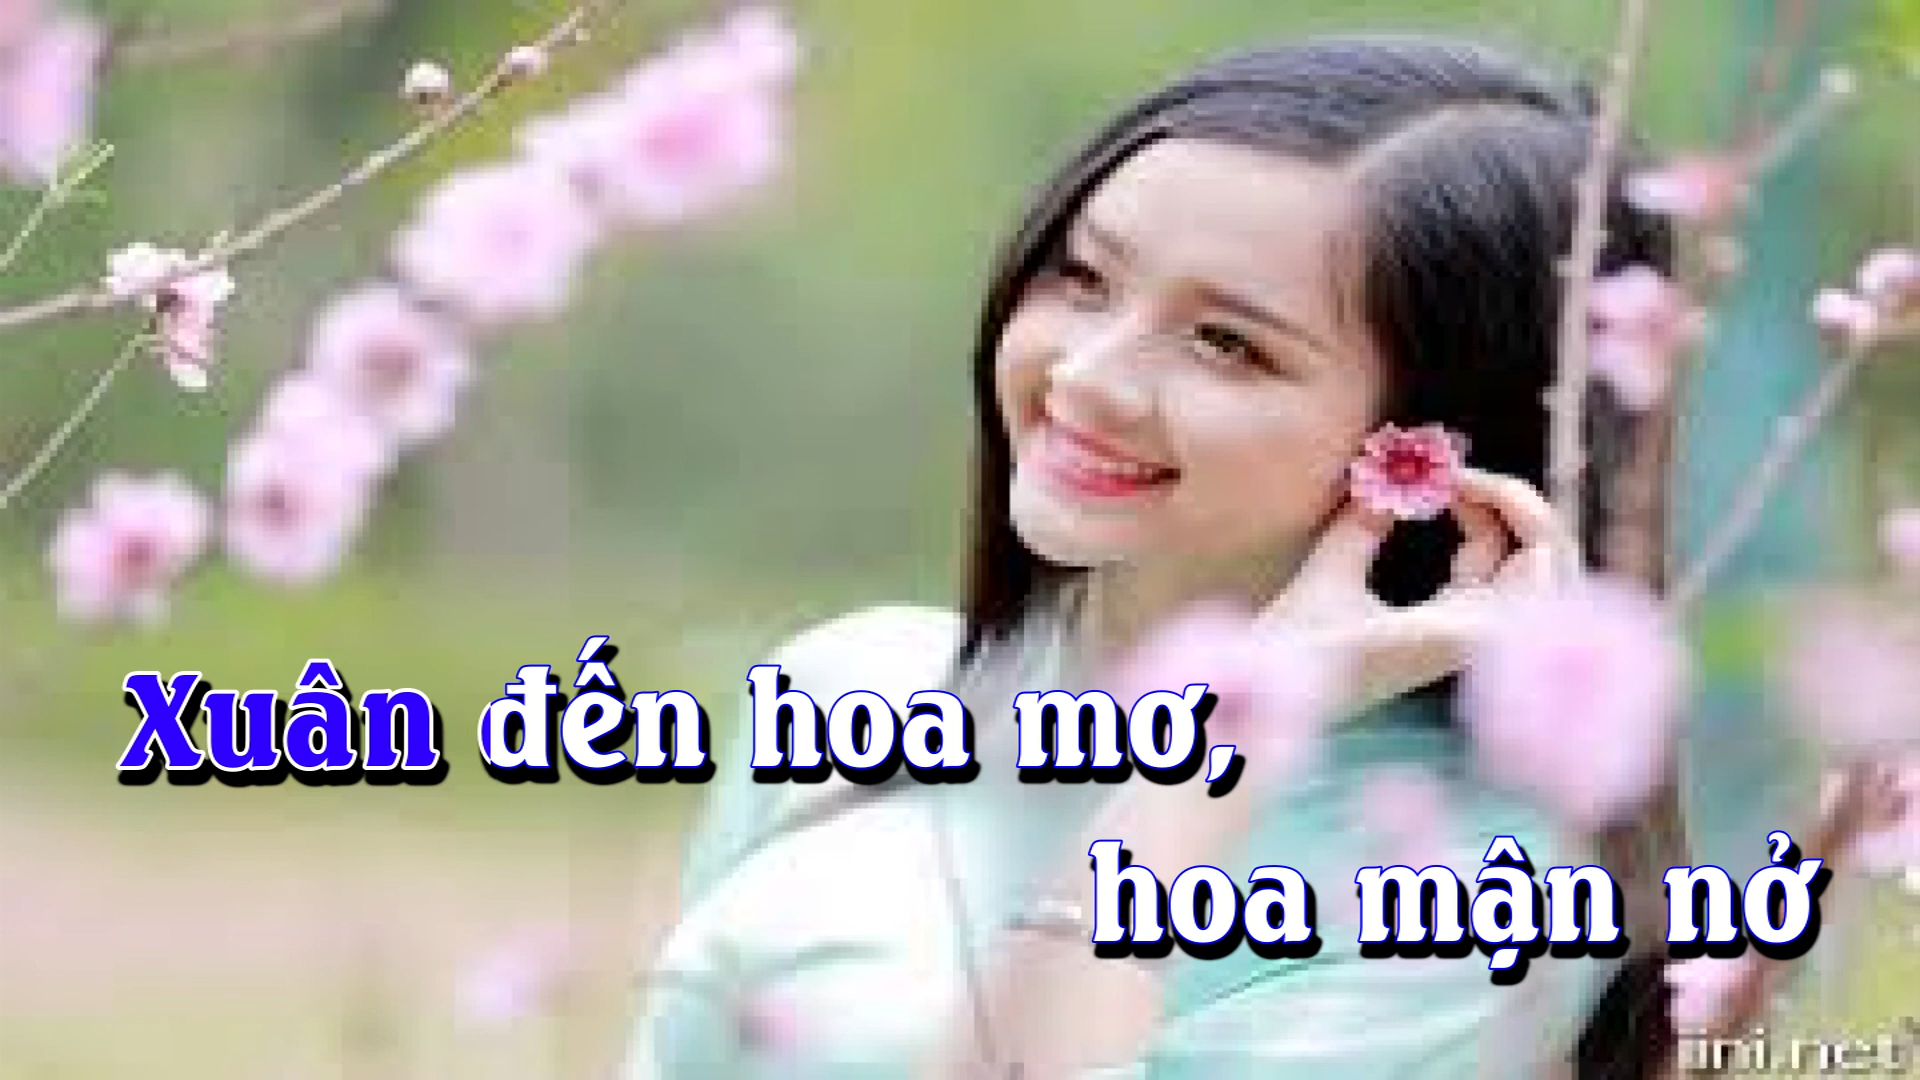 Xuân đến hoa mơ,
hoa mận nở